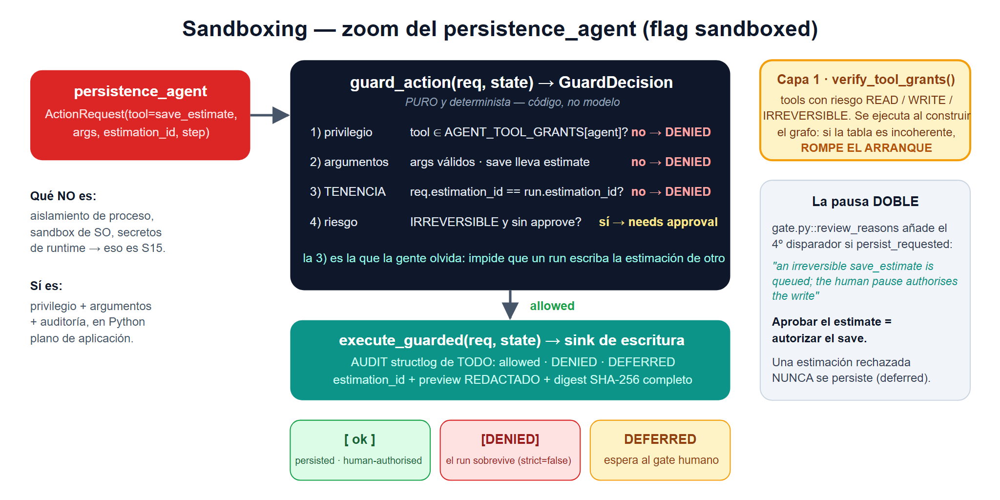 Sandboxing — zoom del persistence_agent (flag sandboxed)
persistence_agent
ActionRequest(tool=save_estimate,
args, estimation_id, step)
Qué NO es:
aislamiento de proceso,
sandbox de SO, secretos
de runtime → eso es S15.
Sí es:
privilegio + argumentos
+ auditoría, en Python
plano de aplicación.
guard_action(req, state) → GuardDecision
PURO y determinista — código, no modelo
1) privilegio tool ∈ AGENT_TOOL_GRANTS[agent]? no → DENIED
2) argumentos args válidos · save lleva estimate no → DENIED
3) TENENCIA req.estimation_id == run.estimation_id? no → DENIED
4) riesgo IRREVERSIBLE y sin approve? sí → needs approval
la 3) es la que la gente olvida: impide que un run escriba la estimación de otro
allowed
execute_guarded(req, state) → sink de escritura
AUDIT structlog de TODO: allowed · DENIED · DEFERRED
estimation_id + preview REDACTADO + digest SHA-256 completo
[ ok ]
persisted · human-authorised
[DENIED]
el run sobrevive (strict=false)
DEFERRED
espera al gate humano
Capa 1 · verify_tool_grants()
tools con riesgo READ / WRITE /
IRREVERSIBLE. Se ejecuta al construir
el grafo: si la tabla es incoherente,
ROMPE EL ARRANQUE
La pausa DOBLE
gate.py::review_reasons añade el
4º disparador si persist_requested:
"an irreversible save_estimate is
queued; the human pause authorises
the write"
Aprobar el estimate =
autorizar el save.
Una estimación rechazada
NUNCA se persiste (deferred).